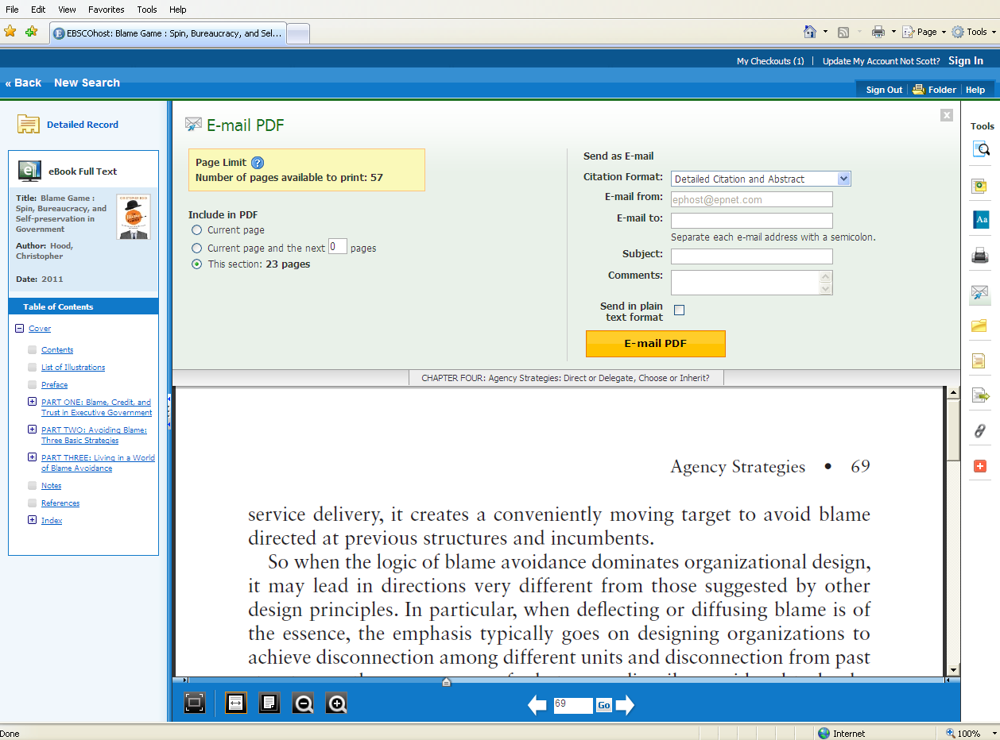 File Edit View Favorites Tools Help
EBSCOhost: Blame Game : Spin, Bureaucracy, and Sel...
Page Tools
My Checkouts (1) | Update My Account Not Scott? Sign In
« Back New Search
Sign Out Folder Help
Detailed Record
eBook Full Text
Title: Blame Game :
Spin, Bureaucracy, and
Self-preservation in
Government
Author: Hood,
Christopher
Date: 2011
Table of Contents
Cover
Contents
List of Illustrations
Preface
PART ONE: Blame, Credit, and
Trust in Executive Government
PART TWO: Avoiding Blame:
Three Basic Strategies
PART THREE: Living in a World
of Blame Avoidance
Notes
References
Index
E-mail PDF
x
Page Limit ?
Number of pages available to print: 57
Include in PDF
Current page
Current page and the next 0 pages
This section: 23 pages
Send as E-mail
Citation Format: Detailed Citation and Abstract
E-mail from: ephost@epnet.com
E-mail to:
Separate each e-mail address with a semicolon.
Subject:
Comments:
Send in plain
text format
E-mail PDF
Tools
Aa
CHAPTER FOUR: Agency Strategies: Direct or Delegate, Choose or Inherit?
Agency Strategies • 69
service delivery, it creates a conveniently moving target to avoid blame
directed at previous structures and incumbents.
So when the logic of blame avoidance dominates organizational design,
it may lead in directions very different from those suggested by other
design principles. In particular, when deflecting or diffusing blame is of
the essence, the emphasis typically goes on designing organizations to
achieve disconnection among different units and disconnection from past
69 Go
Done
Internet
100%